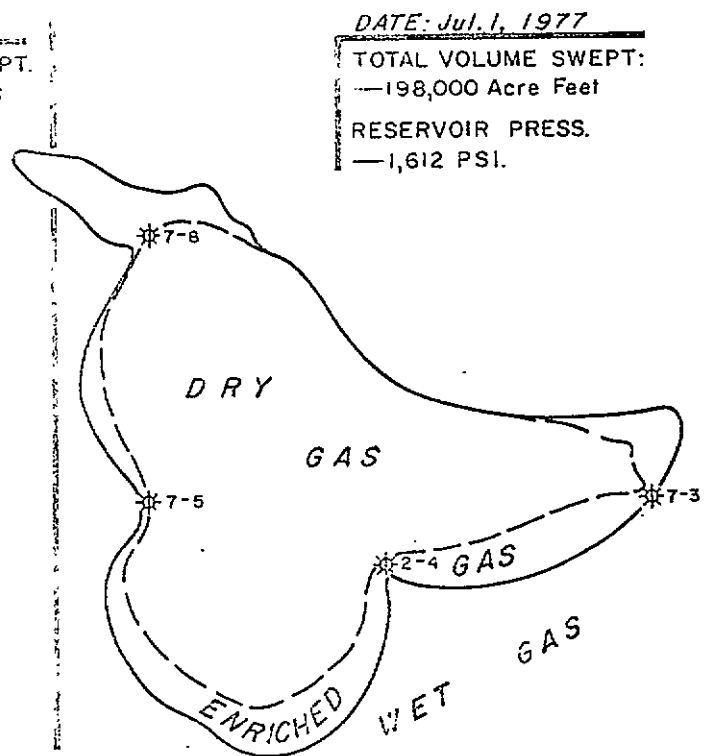 DATE: Jul. 1, 1977
PT.
TOTAL VOLUME SWEPT:
—198,000 Acre Feet
RESERVOIR PRESS.
—1,612 PSI.
7-8
DRY
GAS
7-5
7-3
2-4
GAS
ENRICHED
WET GAS